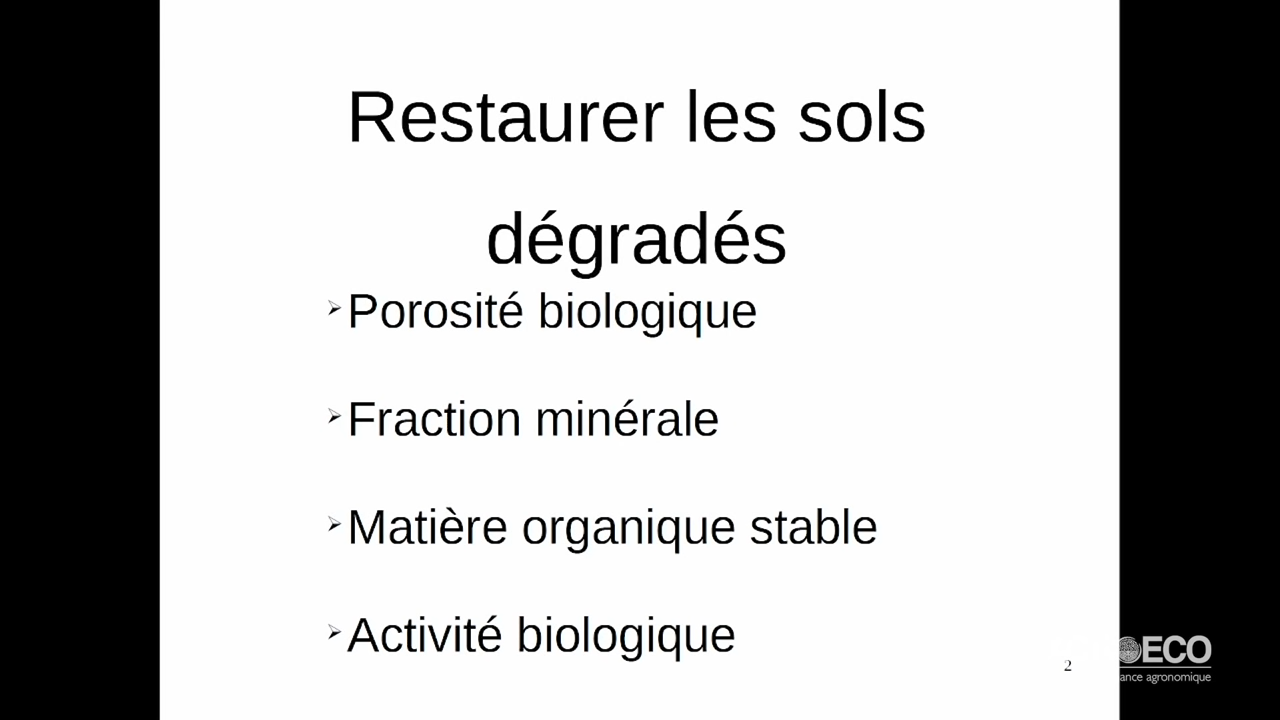 Restaurer les sols
dégradés
➢Porosité biologique
➢Fraction minérale
➢Matière organique stable
➢Activité biologique
2
ECO
ance agronomique